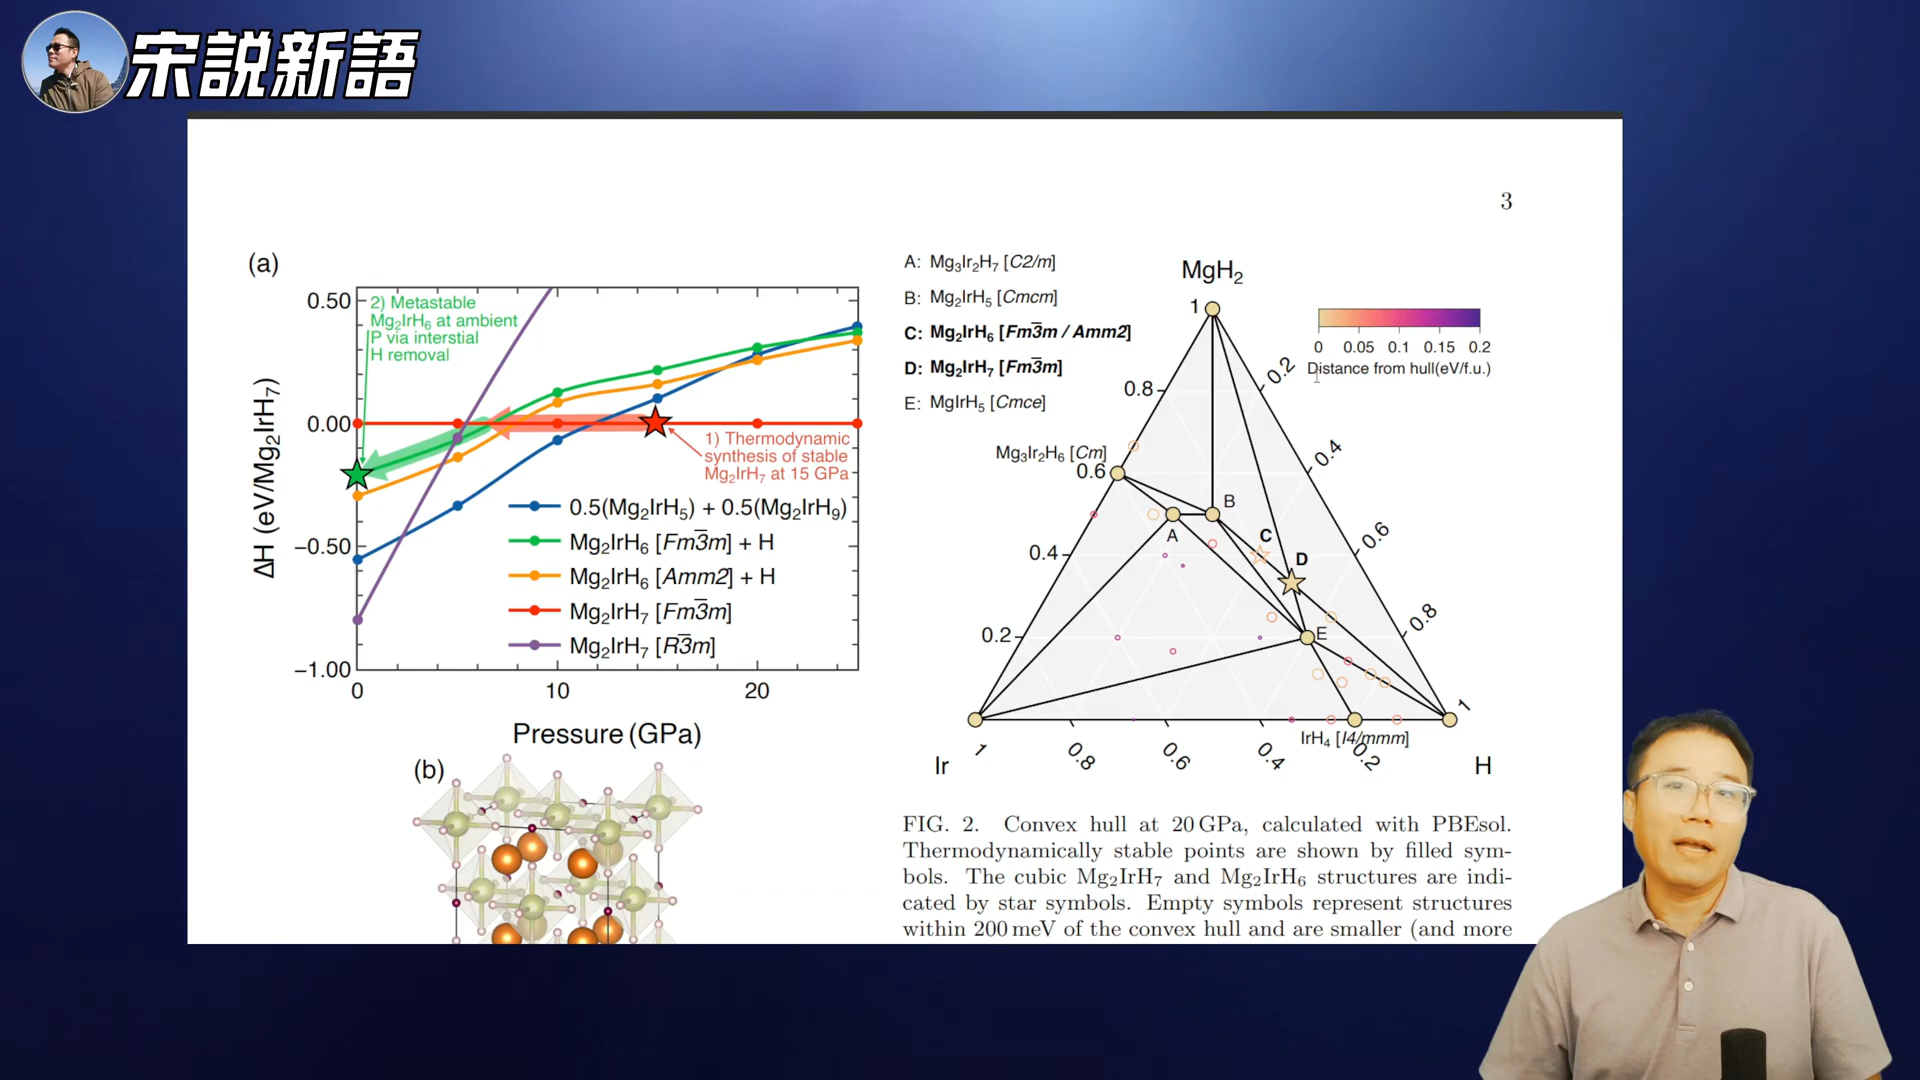 宋説新語
3
(a)
0.50
0.00
−0.50
−1.00
ΔH (eV/Mg₂IrH₇)
2) Metastable
Mg₂IrH₆ at ambient
P via interstial
H removal
1) Thermodynamic
synthesis of stable
Mg₂IrH₇ at 15 GPa
0.5(Mg₂IrH₅) + 0.5(Mg₂IrH₉)
Mg₂IrH₆ [Fm3̅m] + H
Mg₂IrH₆ [Amm2] + H
Mg₂IrH₇ [Fm3̅m]
Mg₂IrH₇ [R3̅m]
0 10 20
Pressure (GPa)
(b)
A: Mg₃Ir₂H₇ [C2/m]
B: Mg₂IrH₅ [Cmcm]
C: Mg₂IrH₆ [Fm3̅m / Amm2]
D: Mg₂IrH₇ [Fm3̅m]
E: MgIrH₅ [Cmce]
MgH₂
1
0 0.05 0.1 0.15 0.2
Distance from hull(eV/f.u.)
0.2
0.8
0.4
Mg₃Ir₂H₆ [Cm]
0.6
B
A
C
0.6
0.4
D
0.8
0.2
E
1
IrH₄ [I4/mmm]
1 0.8 0.6 0.4 0.2
Ir
H
FIG. 2. Convex hull at 20 GPa, calculated with PBEsol.
Thermodynamically stable points are shown by filled sym-
bols. The cubic Mg₂IrH₇ and Mg₂IrH₆ structures are indi-
cated by star symbols. Empty symbols represent structures
within 200 meV of the convex hull and are smaller (and more